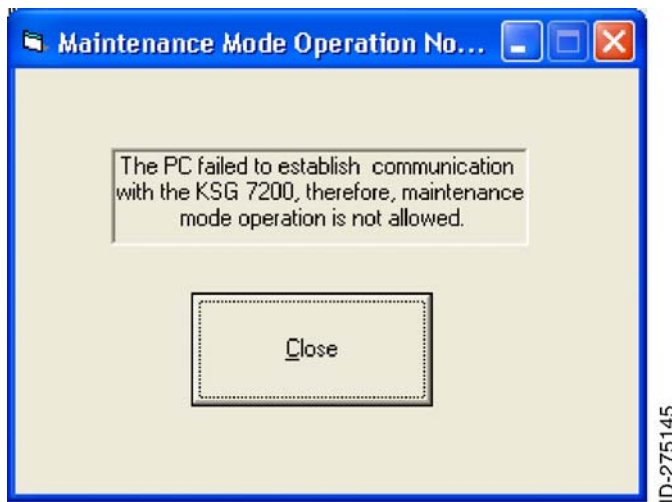 Maintenance Mode Operation No...
The PC failed to establish communication
with the KSG 7200, therefore, maintenance
mode operation is not allowed.
Close
D-275145